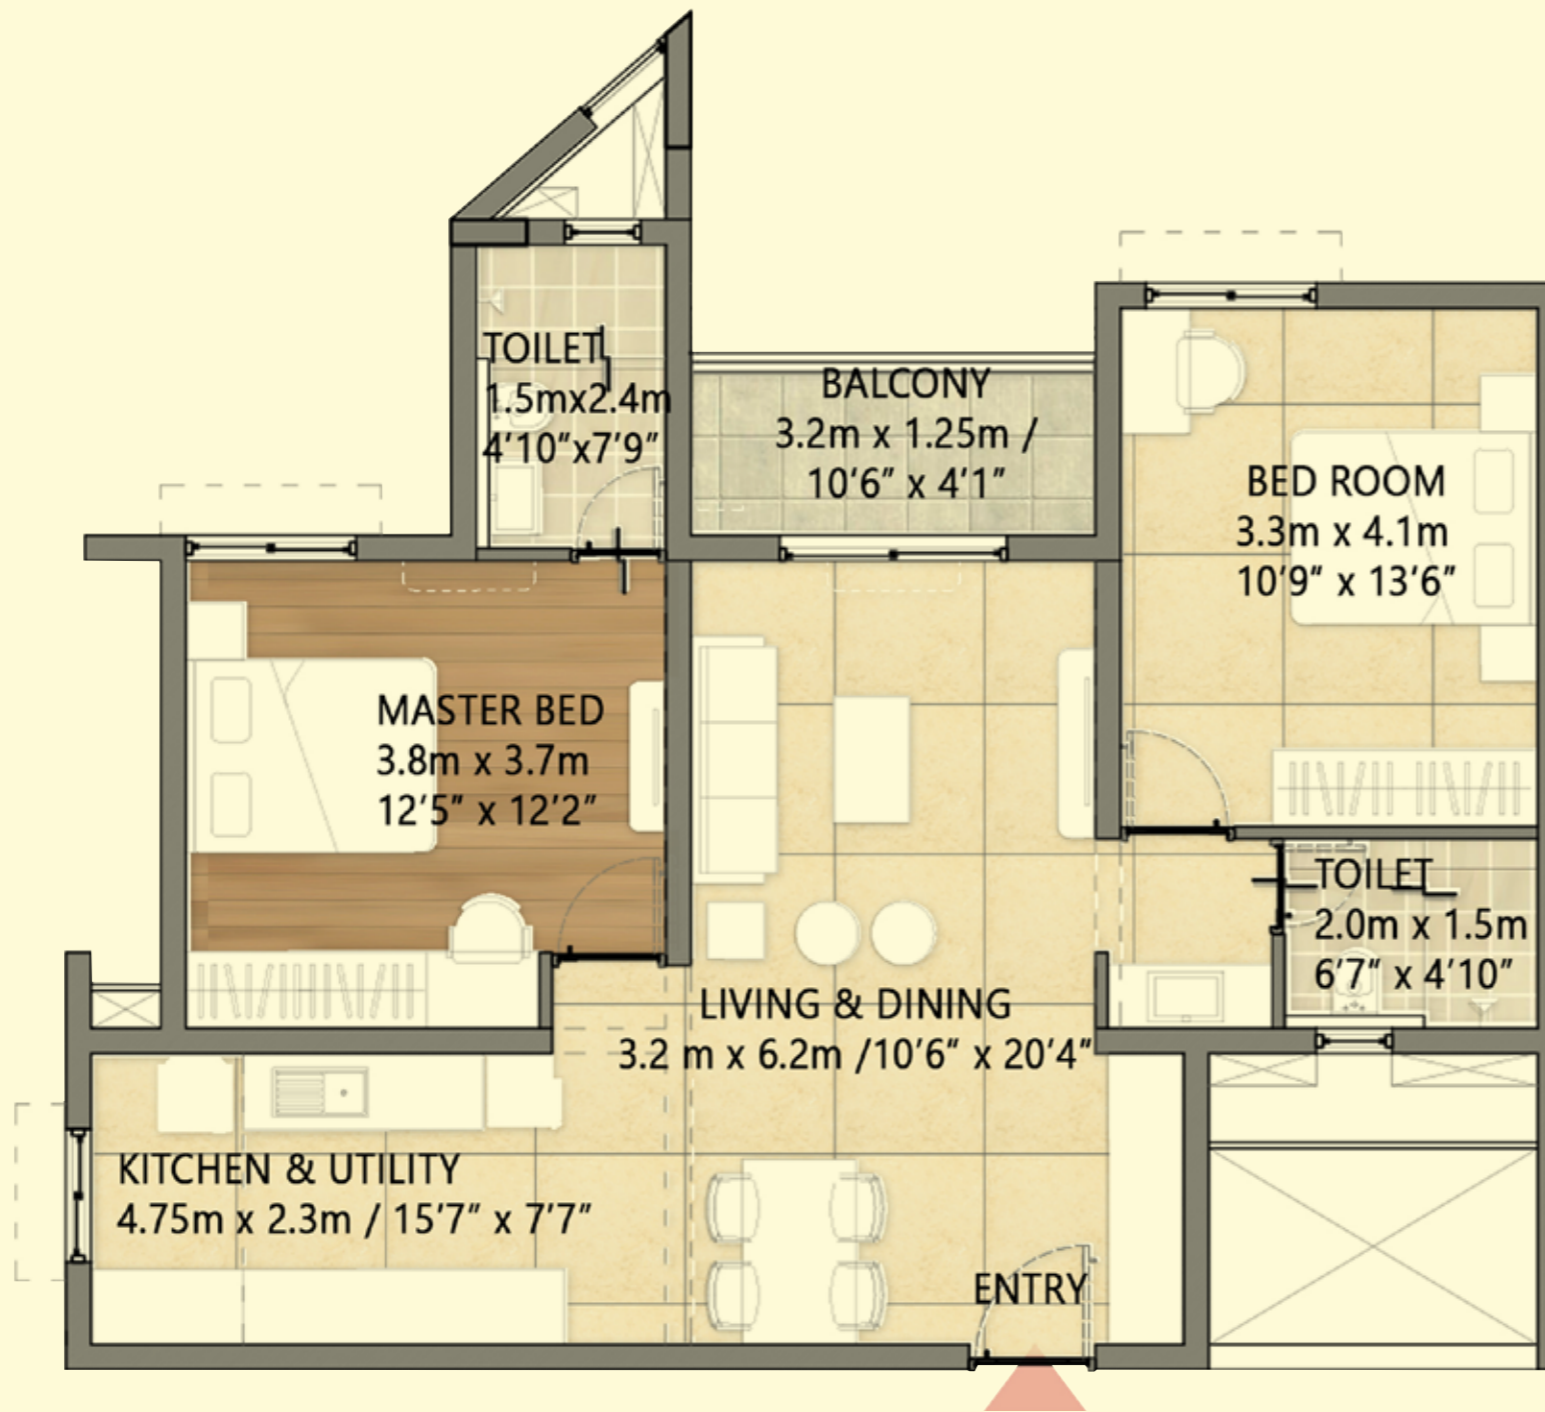 TOILET
1.5mx2.4m
4'10"x7'9"
BALCONY
3.2m x 1.25m /
10'6" x 4'1"
BED ROOM
3.3m x 4.1m
10'9" x 13'6"
MASTER BED
3.8m x 3.7m
12'5" x 12'2"
TOILET
2.0m x 1.5m
6'7" x 4'10"
LIVING & DINING
3.2 m x 6.2m /10'6" x 20'4"
KITCHEN & UTILITY
4.75m x 2.3m / 15'7" x 7'7"
ENTRY